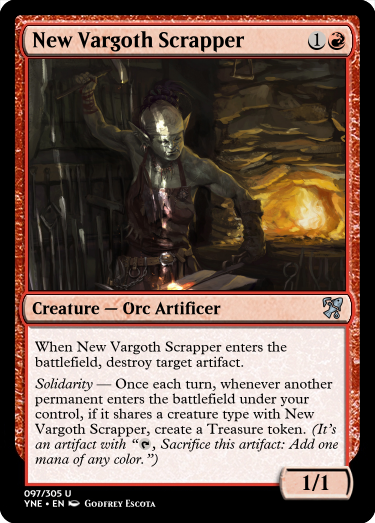 New Vargoth Scrapper 1
Creature — Orc Artificer
When New Vargoth Scrapper enters the
battlefield, destroy target artifact.
Solidarity — Once each turn, whenever another
permanent enters the battlefield under your
control, if it shares a creature type with New
Vargoth Scrapper, create a Treasure token. (It's
an artifact with “, Sacrifice this artifact: Add one
mana of any color.”)
1/1
097/305 U
YNE • EN Godfrey Escota